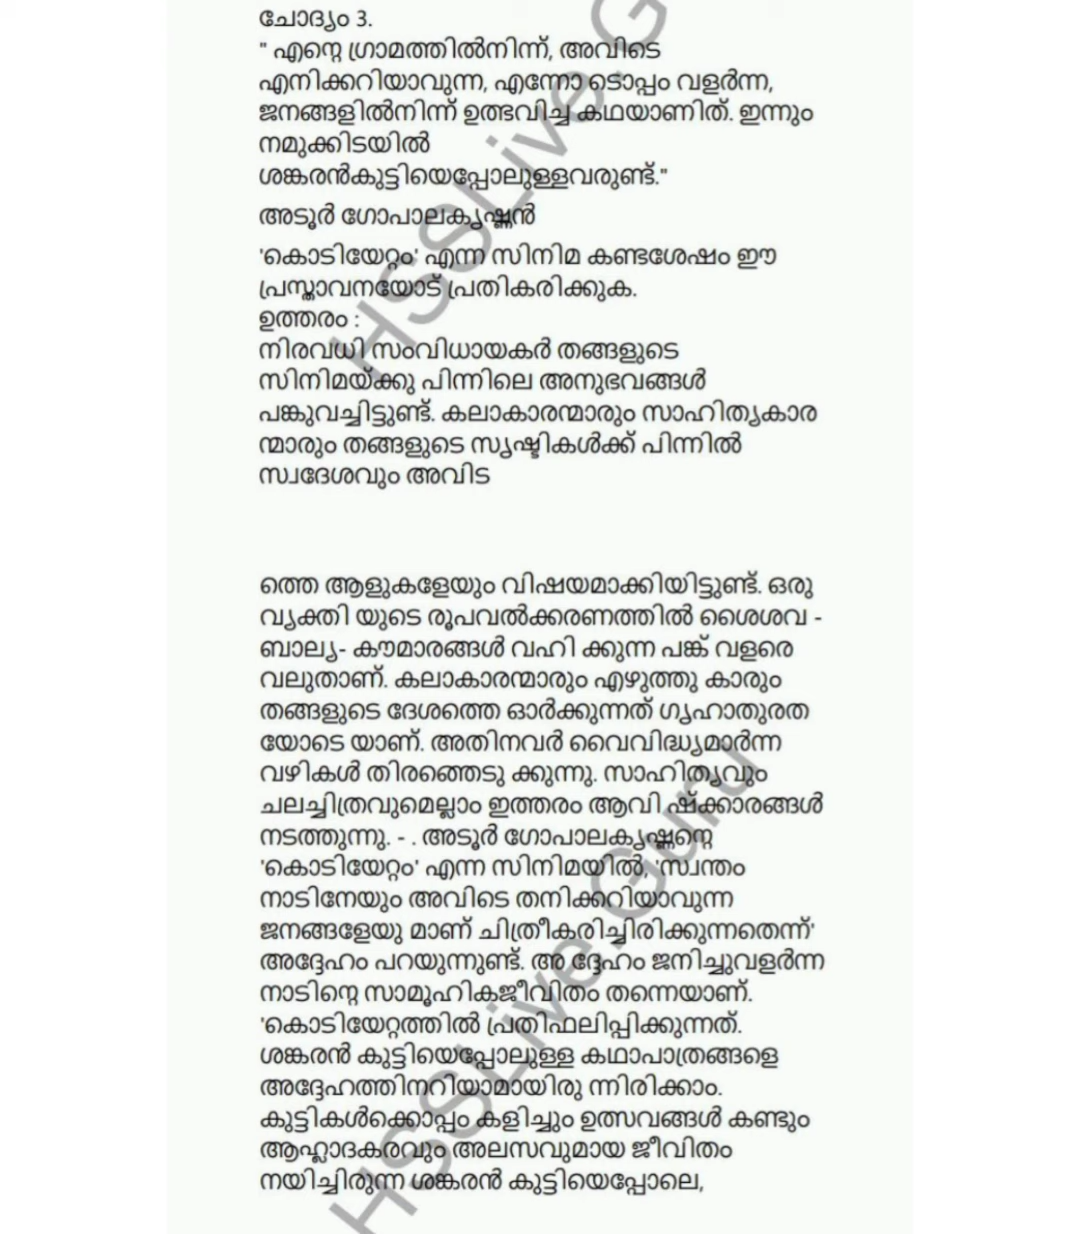 ചോദ്യം 3.
" എന്റെ ഗ്രാമത്തിൽനിന്ന്, അവിടെ
എനിക്കറിയാവുന്ന, എന്നോ ടൊപ്പം വളർന്ന,
ജനങ്ങളിൽനിന്ന് ഉത്ഭവിച്ച കഥയാണിത്. ഇന്നും
നമുക്കിടയിൽ
ശങ്കരൻകുട്ടിയെപ്പോലുള്ളവരുണ്ട്."
അടൂർ ഗോപാലകൃഷ്ണൻ
'കൊടിയേറ്റം' എന്ന സിനിമ കണ്ടശേഷം ഈ
പ്രസ്താവനയോട് പ്രതികരിക്കുക.
ഉത്തരം :
നിരവധി സംവിധായകർ തങ്ങളുടെ
സിനിമയ്ക്കു പിന്നിലെ അനുഭവങ്ങൾ
പങ്കുവച്ചിട്ടുണ്ട്. കലാകാരന്മാരും സാഹിത്യകാര
ന്മാരും തങ്ങളുടെ സൃഷ്ടികൾക്ക് പിന്നിൽ
സ്വദേശവും അവിട
ത്തെ ആളുകളേയും വിഷയമാക്കിയിട്ടുണ്ട്. ഒരു
വ്യക്തി യുടെ രൂപവൽക്കരണത്തിൽ ശൈശവ -
ബാല്യ- കൗമാരങ്ങൾ വഹി ക്കുന്ന പങ്ക് വളരെ
വലുതാണ്. കലാകാരന്മാരും എഴുത്തു കാരും
തങ്ങളുടെ ദേശത്തെ ഓർക്കുന്നത് ഗൃഹാതുരത
യോടെ യാണ്. അതിനവർ വൈവിദ്ധ്യമാർന്ന
വഴികൾ തിരഞ്ഞെടു ക്കുന്നു. സാഹിത്യവും
ചലച്ചിത്രവുമെല്ലാം ഇത്തരം ആവി ഷ്ക്കാരങ്ങൾ
നടത്തുന്നു. - . അടൂർ ഗോപാലകൃഷ്ണന്റെ
'കൊടിയേറ്റം' എന്ന സിനിമയിൽ, 'സ്വന്തം
നാടിനേയും അവിടെ തനിക്കറിയാവുന്ന
ജനങ്ങളേയു മാണ് ചിത്രീകരിച്ചിരിക്കുന്നതെന്ന്'
അദ്ദേഹം പറയുന്നുണ്ട്. അ ദ്ദേഹം ജനിച്ചുവളർന്ന
നാടിന്റെ സാമൂഹികജീവിതം തന്നെയാണ്.
'കൊടിയേറ്റത്തിൽ പ്രതിഫലിപ്പിക്കുന്നത്.
ശങ്കരൻ കുട്ടിയെപ്പോലുള്ള കഥാപാത്രങ്ങളെ
അദ്ദേഹത്തിനറിയാമായിരു ന്നിരിക്കാം.
കുട്ടികൾക്കൊപ്പം കളിച്ചും ഉത്സവങ്ങൾ കണ്ടും
ആഹ്ലാദകരവും അലസവുമായ ജീവിതം
നയിച്ചിരുന്ന ശങ്കരൻ കുട്ടിയെപ്പോലെ,
HSSLive.G
HSSLive.Guru